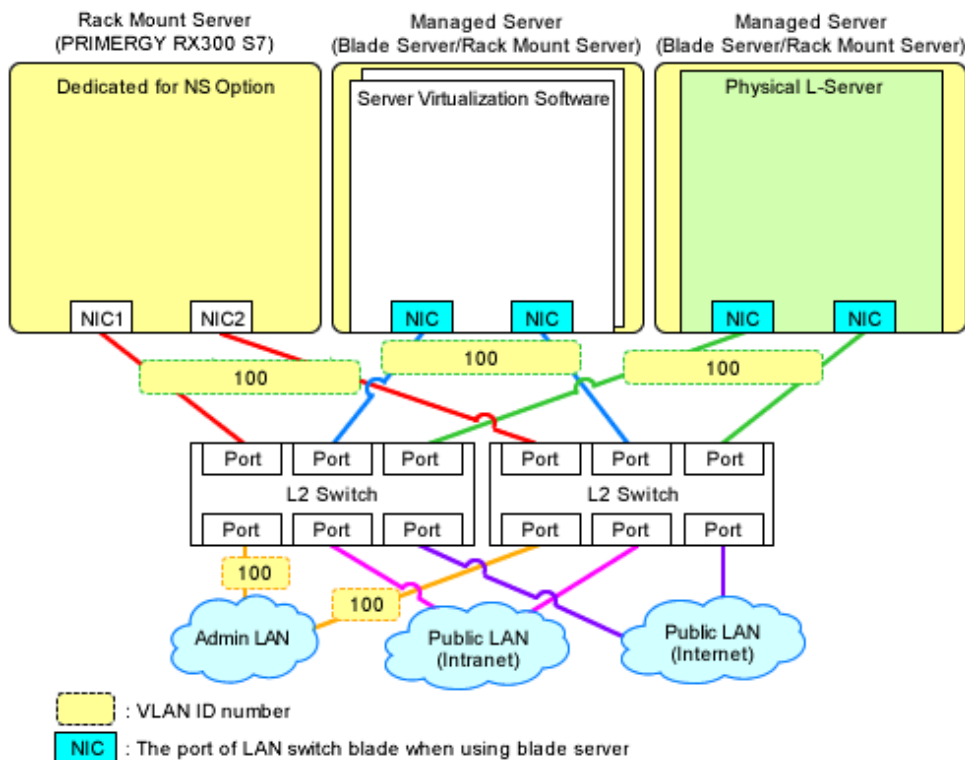 Rack Mount Server
(PRIMERGY RX300 S7)
Managed Server
(Blade Server/Rack Mount Server)
Managed Server
(Blade Server/Rack Mount Server)
Dedicated for NS Option
Server Virtualization Software
Physical L-Server
NIC1
NIC2
NIC
NIC
NIC
NIC
100
100
100
Port
Port
Port
Port
Port
Port
L2 Switch
L2 Switch
Port
Port
Port
Port
Port
Port
100
100
Admin LAN
Public LAN
(Intranet)
Public LAN
(Internet)
: VLAN ID number
NIC : The port of LAN switch blade when using blade server